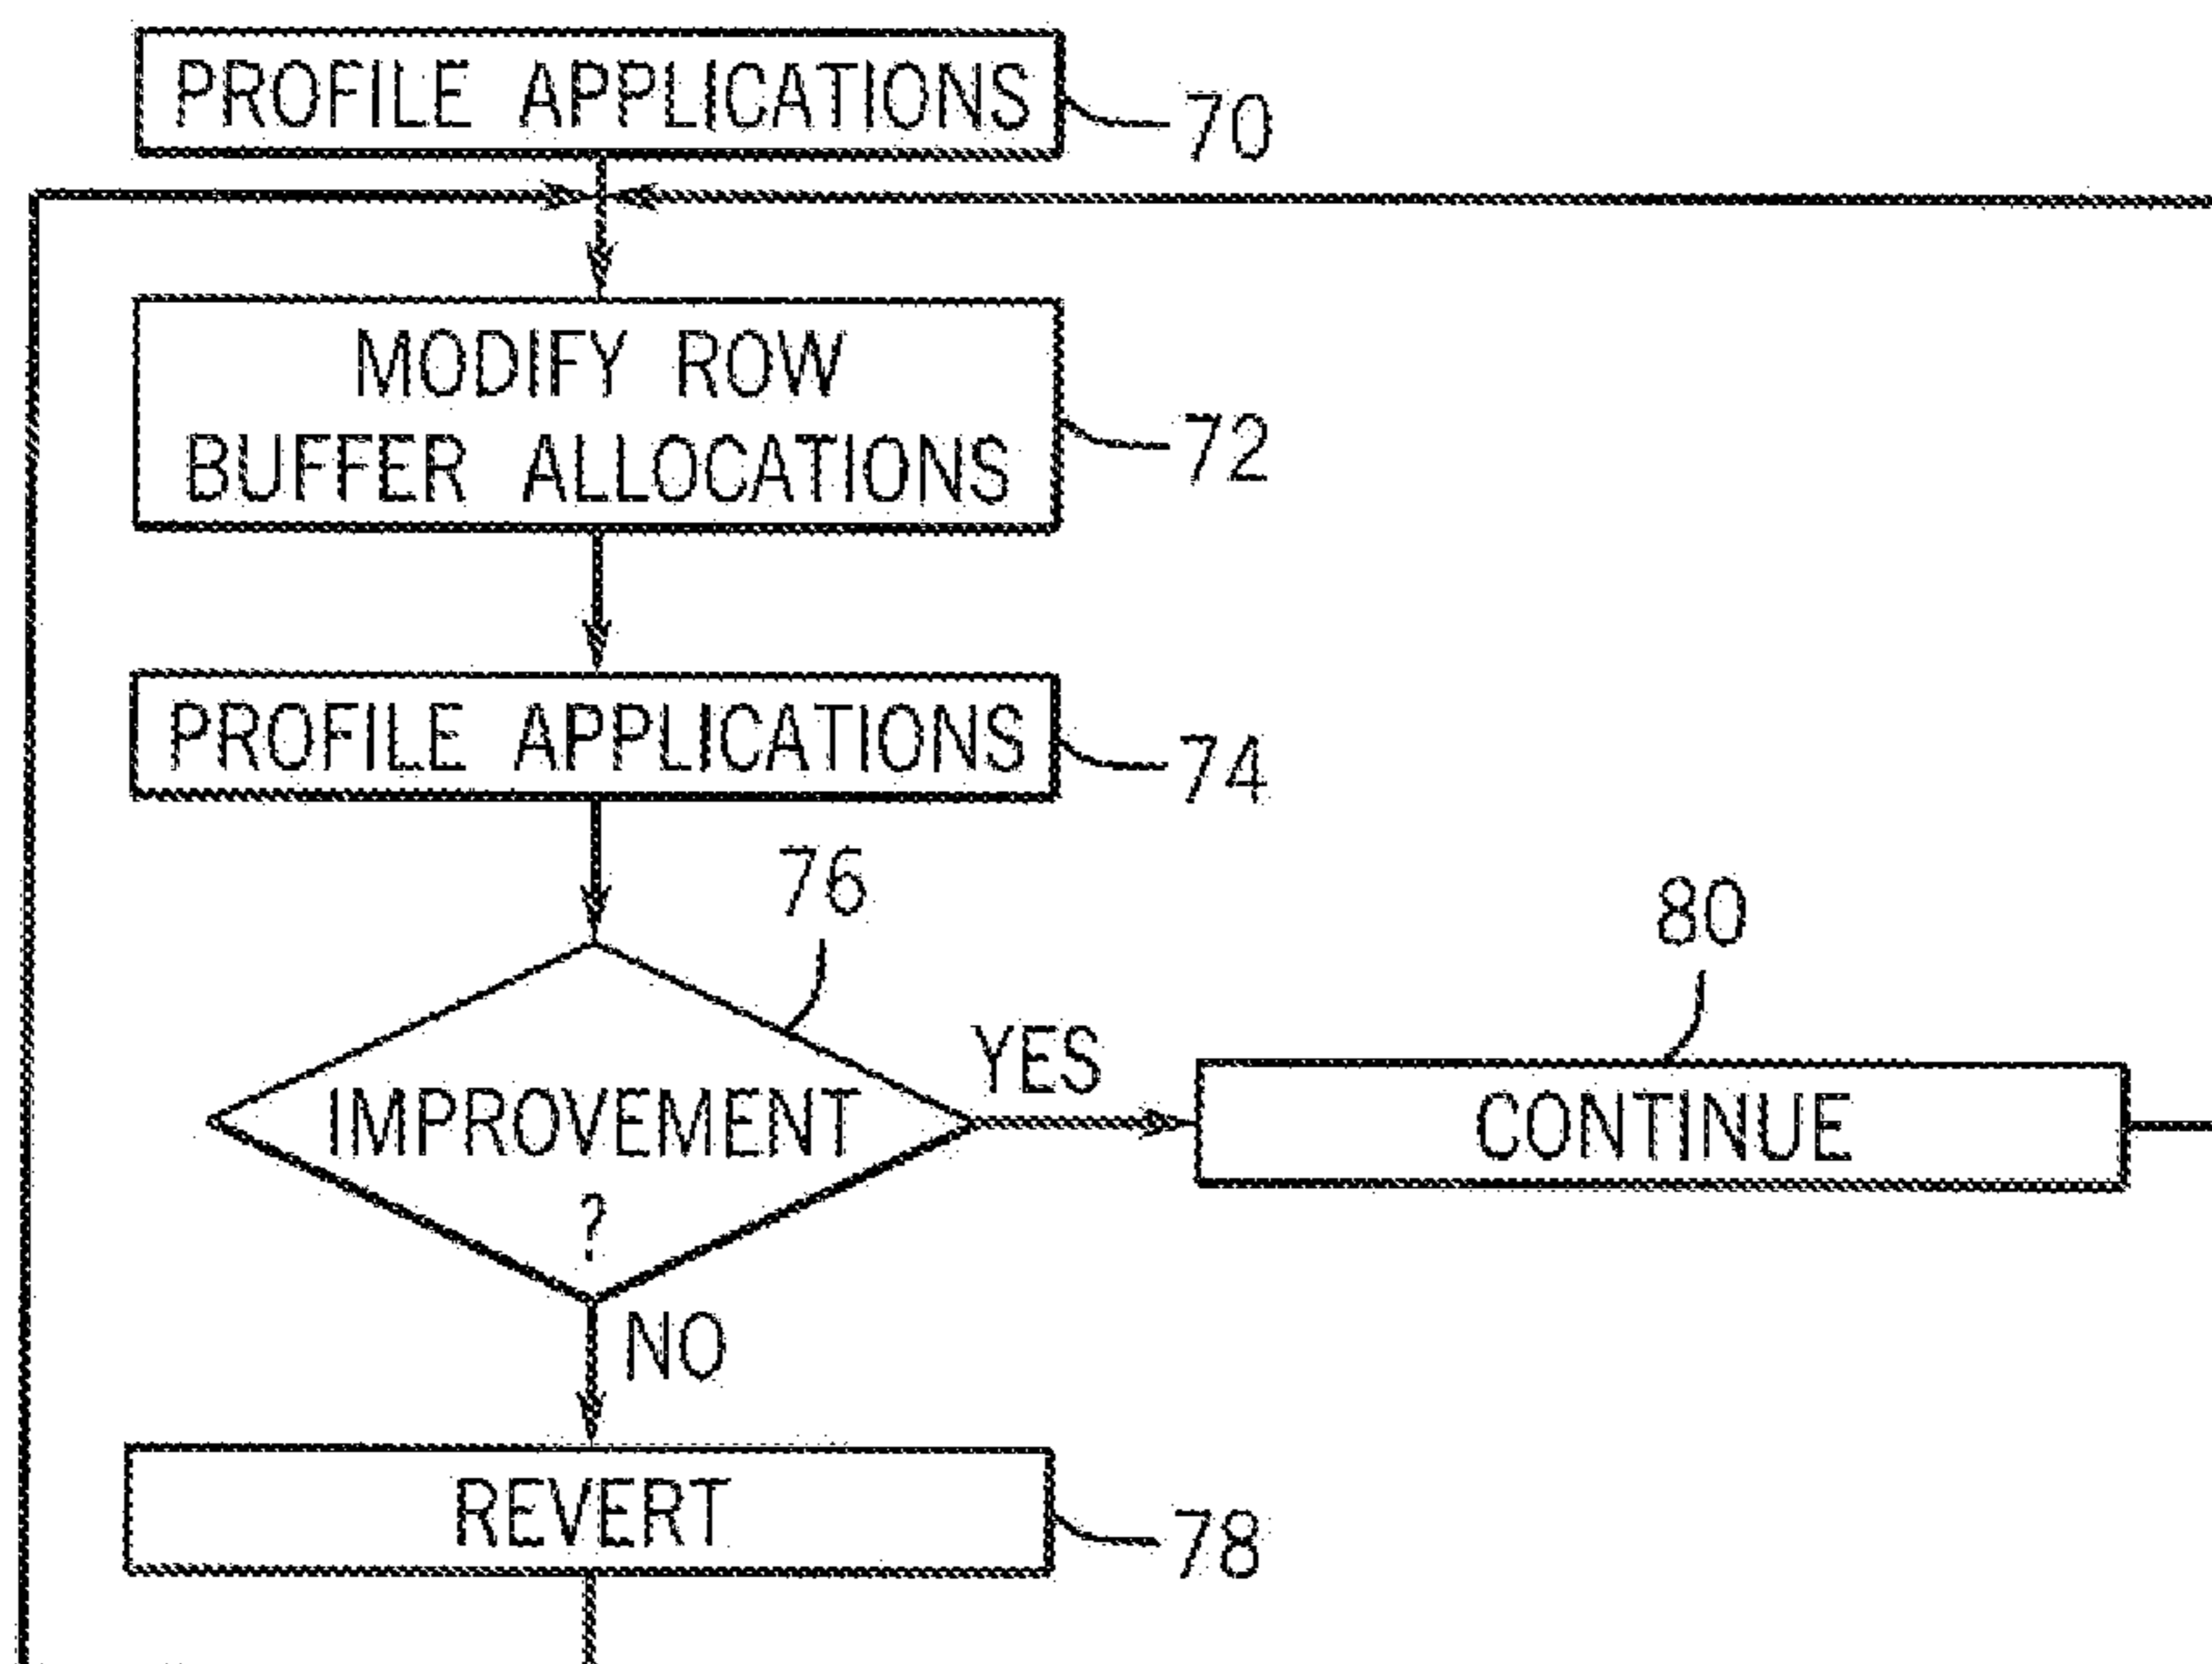 PROFILE APPLICATIONS
70
MODIFY ROW
BUFFER ALLOCATIONS
72
PROFILE APPLICATIONS
74
76
IMPROVEMENT
?
YES
80
CONTINUE
NO
REVERT
78